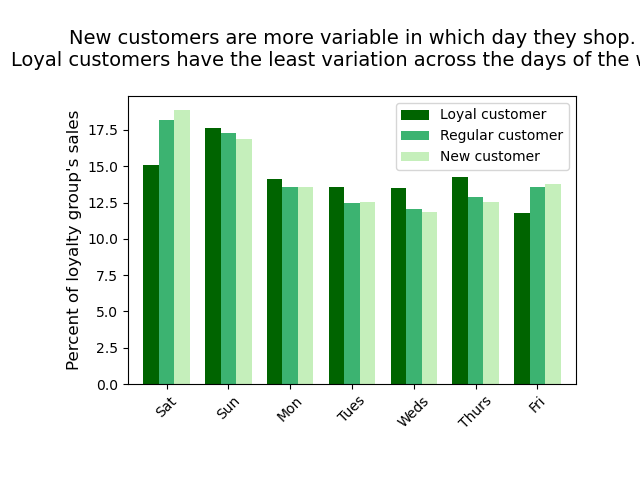 New customers are more variable in which day they shop.
Loyal customers have the least variation across the days of the
Percent of loyalty group's sales
17.5
15.0
12.5
10.0
7.5
5.0
2.5
0.0
Loyal customer
Regular customer
New customer
Sat
Sun
Mon
Tues
Weds
Thurs
Fri